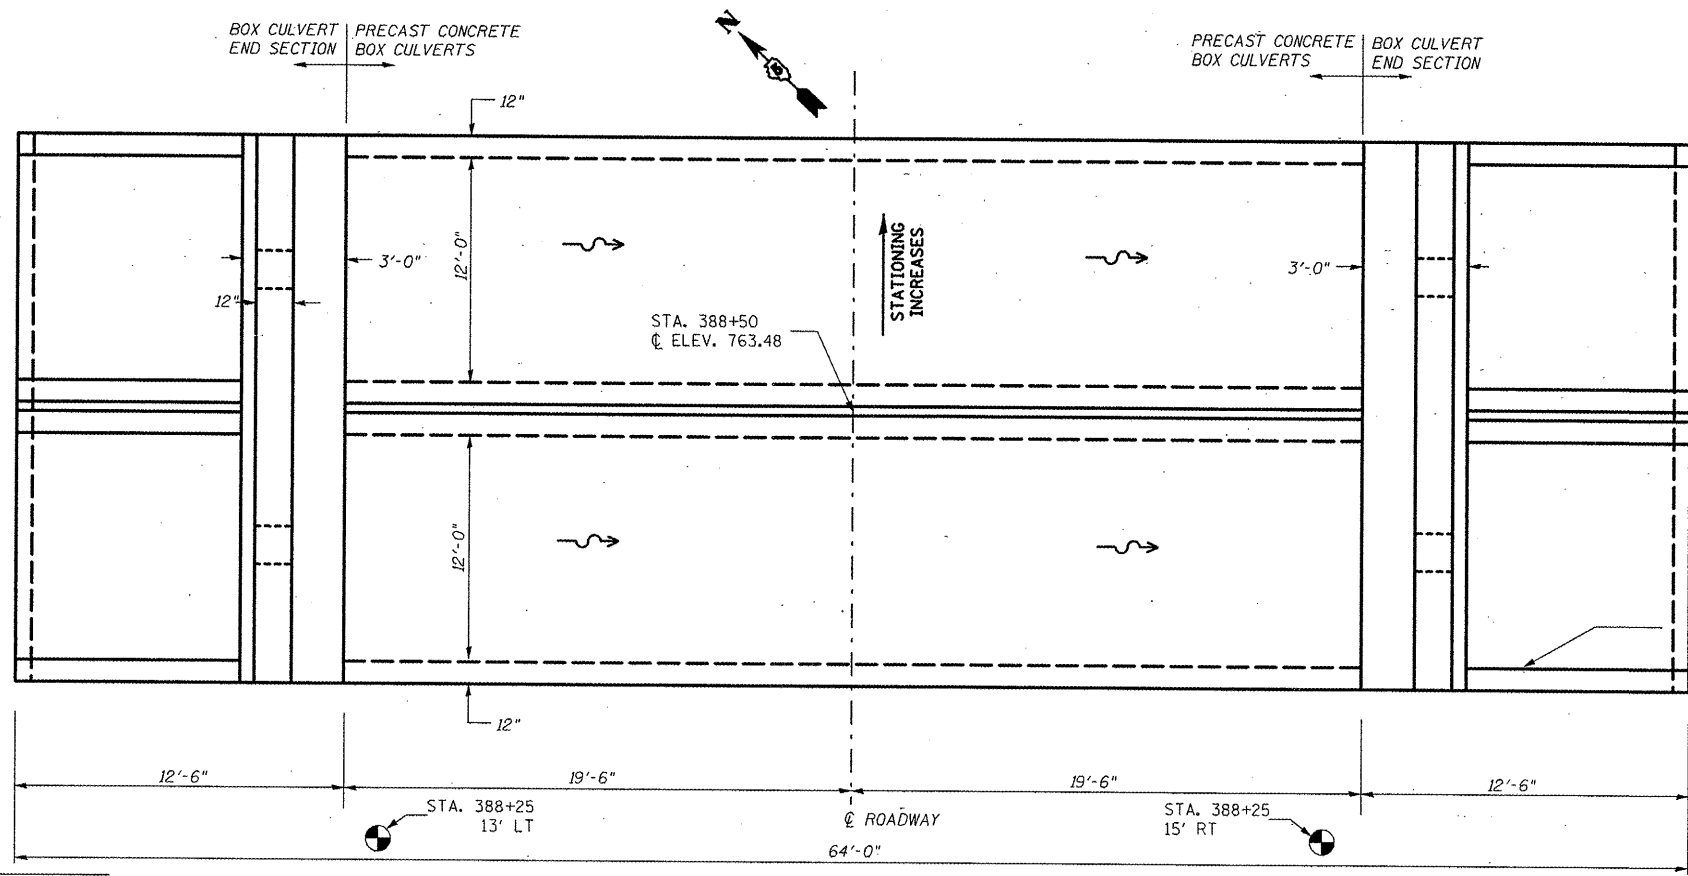 BOX CULVERT
END SECTION
PRECAST CONCRETE
BOX CULVERTS
N
PRECAST CONCRETE
BOX CULVERTS
BOX CULVERT
END SECTION
12"
12'-0"
3'-0"
12"
STATIONING
INCREASES
3'-0"
STA. 388+50
℄ ELEV. 763.48
12'-0"
12"
12'-6"
19'-6"
19'-6"
12'-6"
STA. 388+25
13' LT
℄ ROADWAY
STA. 388+25
15' RT
64'-0"